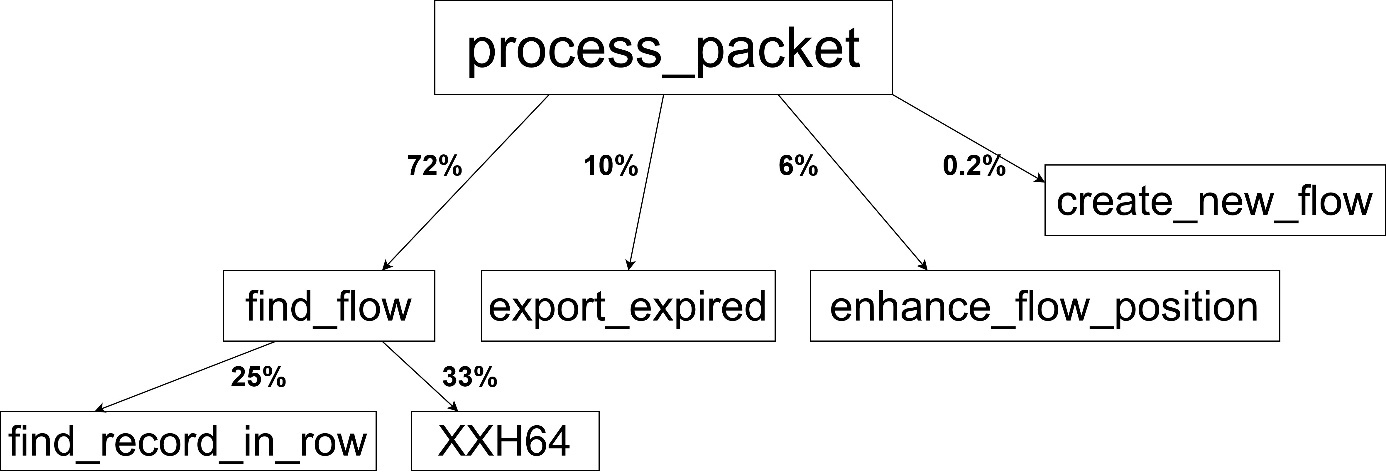 process_packet
72%
10%
6%
0.2%
create_new_flow
find_flow
export_expired
enhance_flow_position
25%
33%
find_record_in_row
XXH64